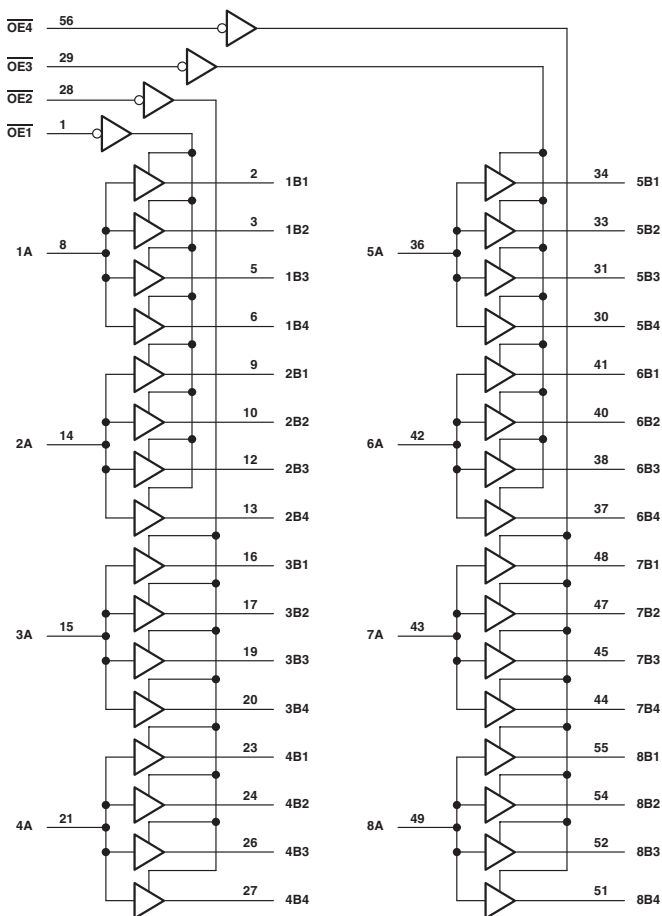 OE4 56
OE3 29
OE2 28
OE1 1
2 1B1
3 1B2
1A 8
5 1B3
6 1B4
9 2B1
10 2B2
2A 14
12 2B3
13 2B4
16 3B1
17 3B2
3A 15
19 3B3
20 3B4
23 4B1
24 4B2
4A 21
26 4B3
27 4B4
34 5B1
33 5B2
5A 36
31 5B3
30 5B4
41 6B1
40 6B2
6A 42
38 6B3
37 6B4
48 7B1
47 7B2
7A 43
45 7B3
44 7B4
55 8B1
54 8B2
8A 49
52 8B3
51 8B4